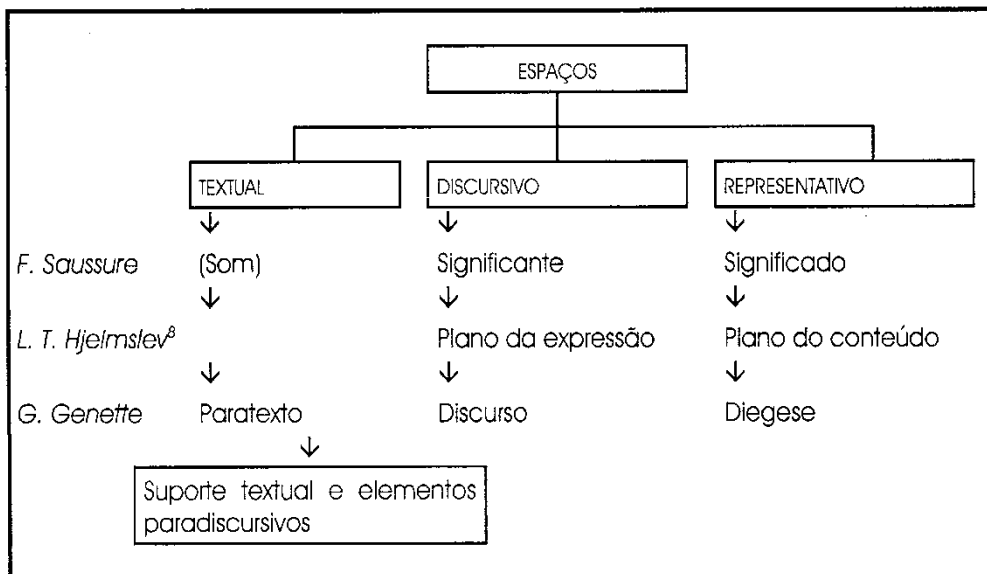 ESPAÇOS
TEXTUAL DISCURSIVO REPRESENTATIVO
↓ ↓ ↓
F. Saussure (Som) Significante Significado
↓ ↓ ↓
L. T. Hjelmslev⁸ Plano da expressão Plano do conteúdo
↓ ↓ ↓
G. Genette Paratexto Discurso Diegese
↓
Suporte textual e elementos
paradiscursivos